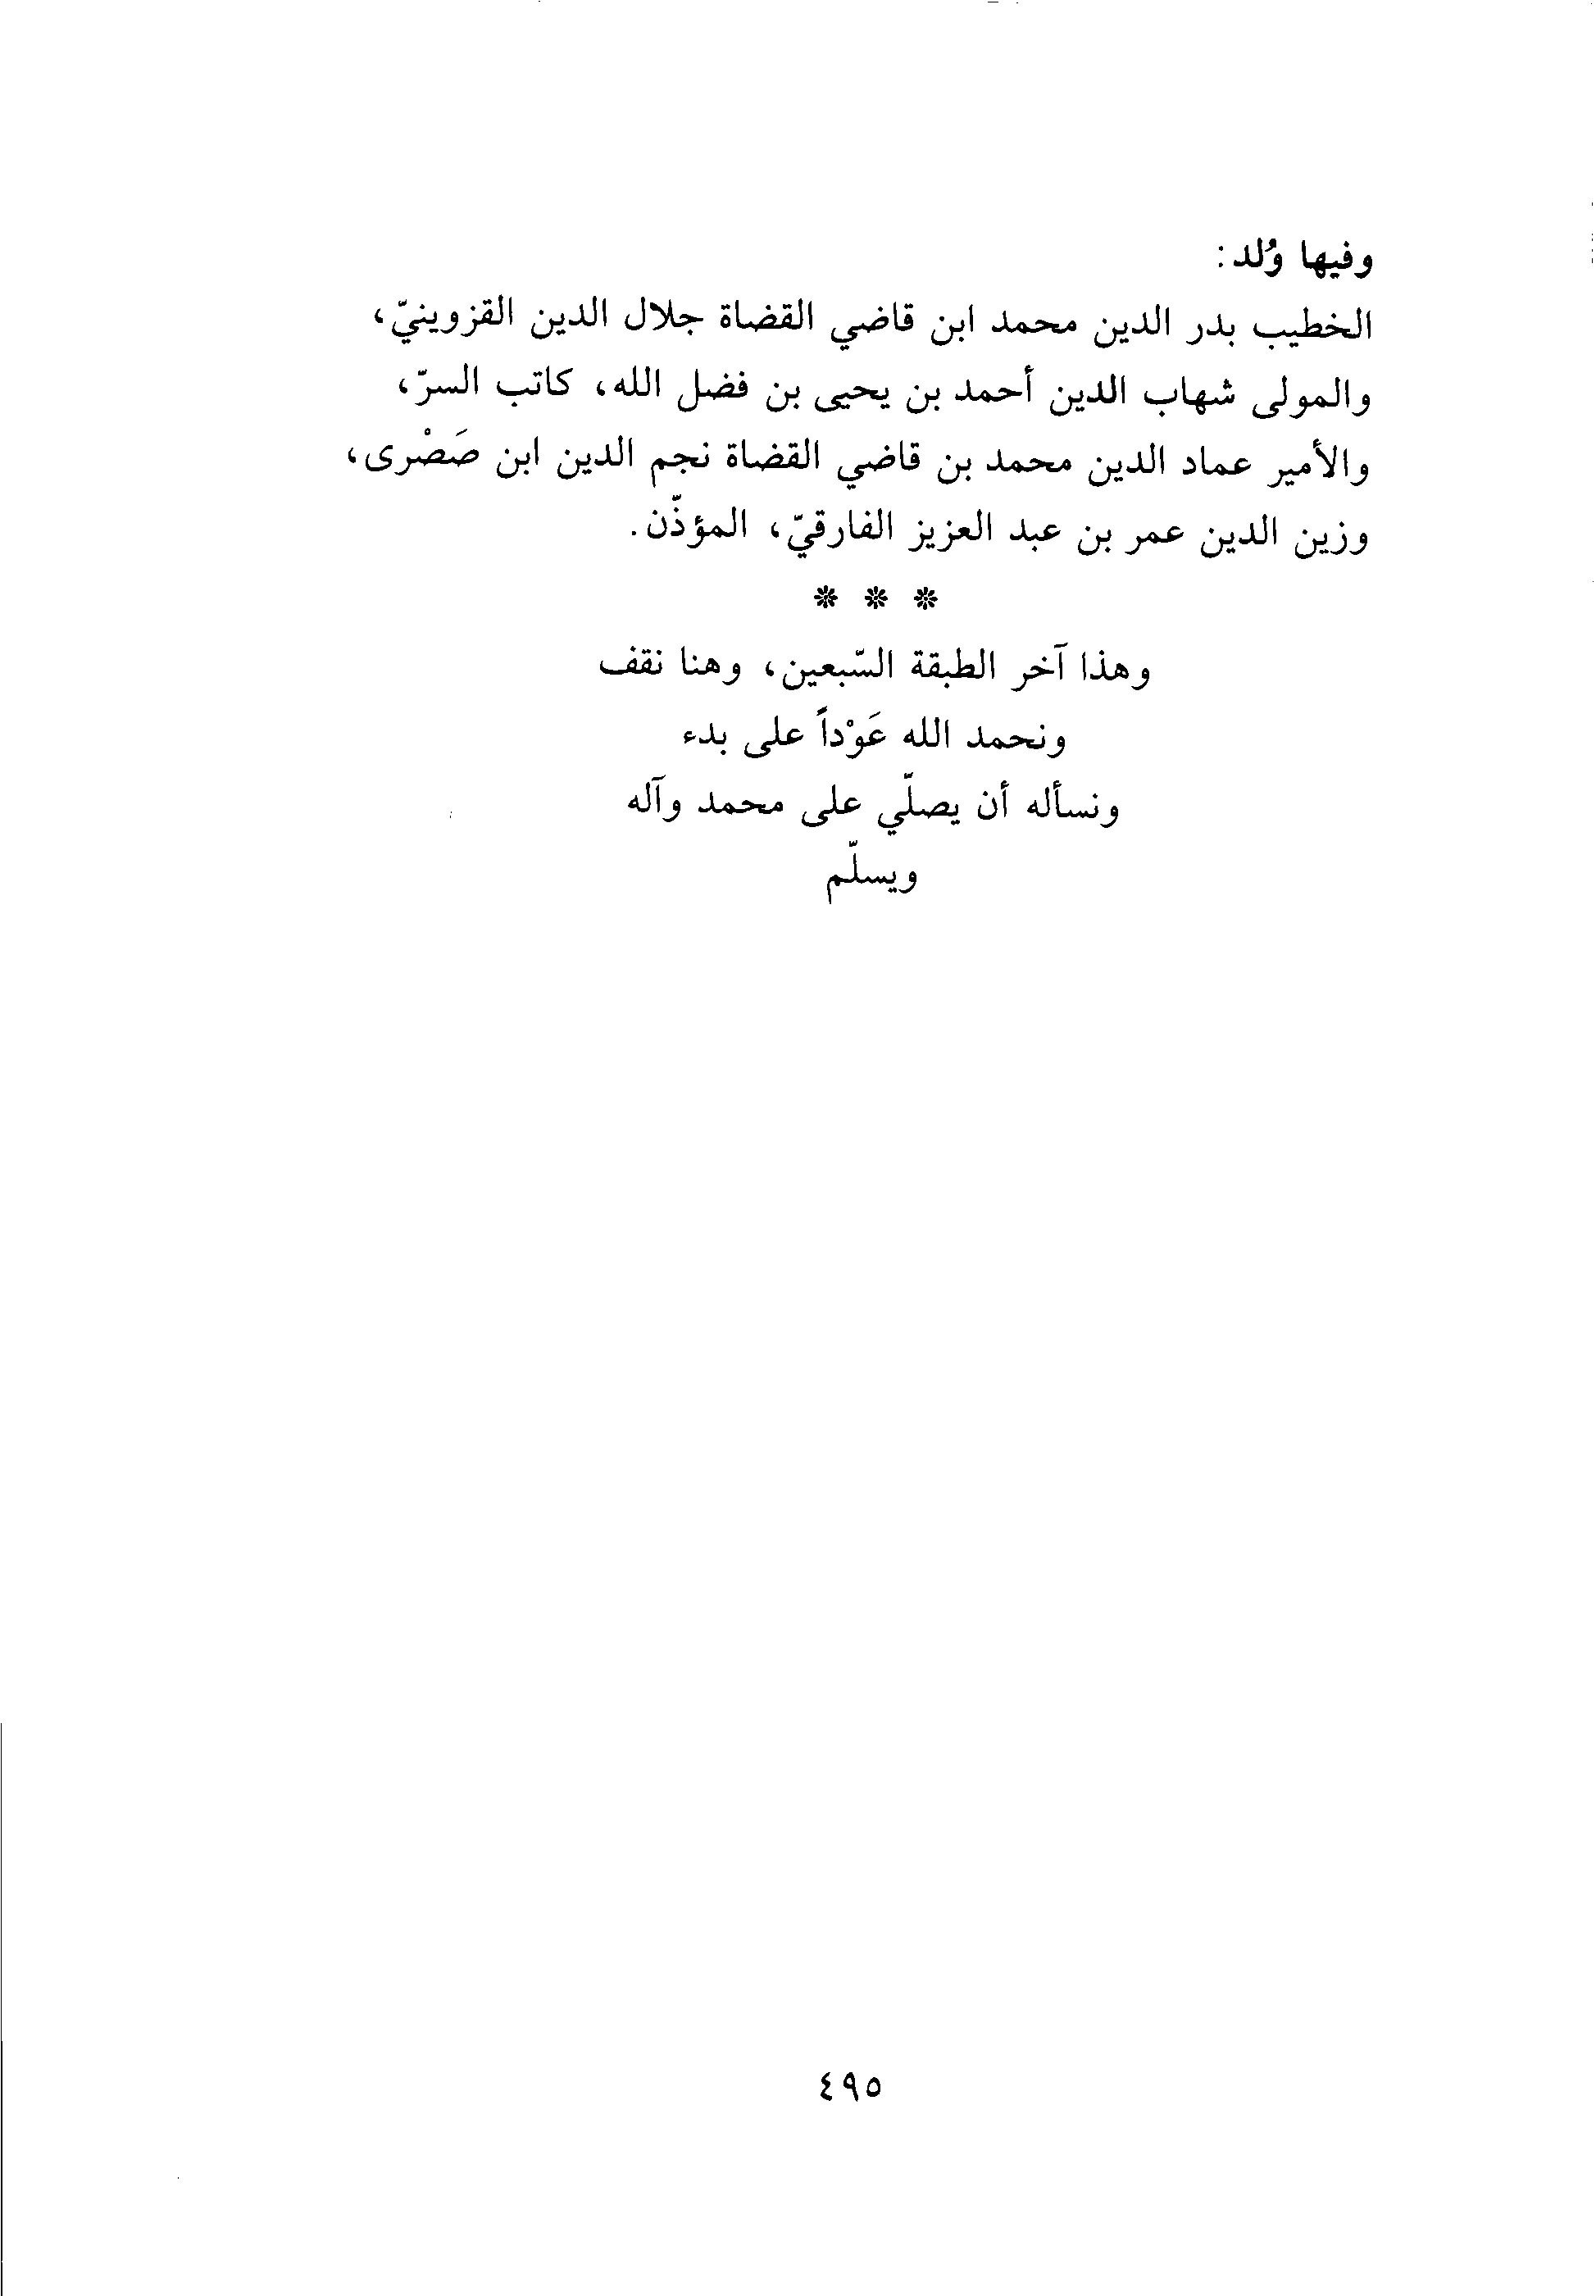 وفيها وُلد:
الخطيب بدر الدين محمد ابن قاضي القضاة جلال الدين القزوينيّ،
والمولى شهاب الدين أحمد بن يحيى بن فضل الله، كاتب السرّ،
والأمير عماد الدين محمد بن قاضي القضاة نجم الدين ابن صَصْرى،
وزين الدين عمر بن عبد العزيز الفارقيّ، المؤذّن.
* * *
وهذا آخر الطبقة السّبعين، وهنا نقف
ونحمد الله عَوْداً على بدء
ونسأله أن يصلّي على محمد وآله
ويسلّم
٤٩٥